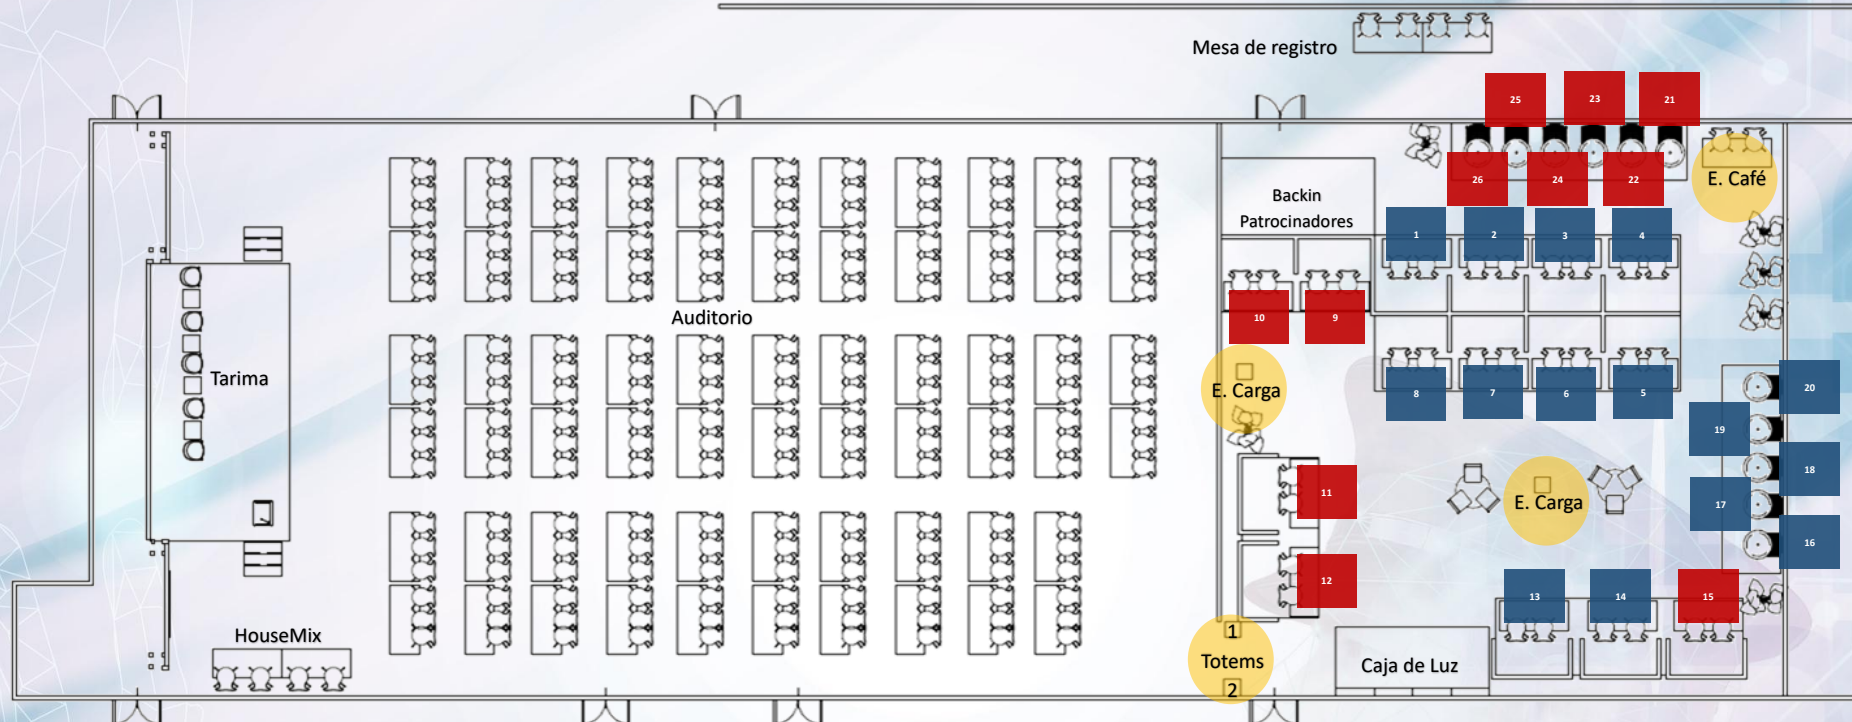 Mesa de registro
25
23
21
26
24
22
E. Café
Backin
Patrocinadores
1
2
3
4
10
9
Auditorio
Tarima
E. Carga
8
7
6
5
20
19
18
17
16
11
E. Carga
12
13
14
15
HouseMix
1
Totems
2
Caja de Luz